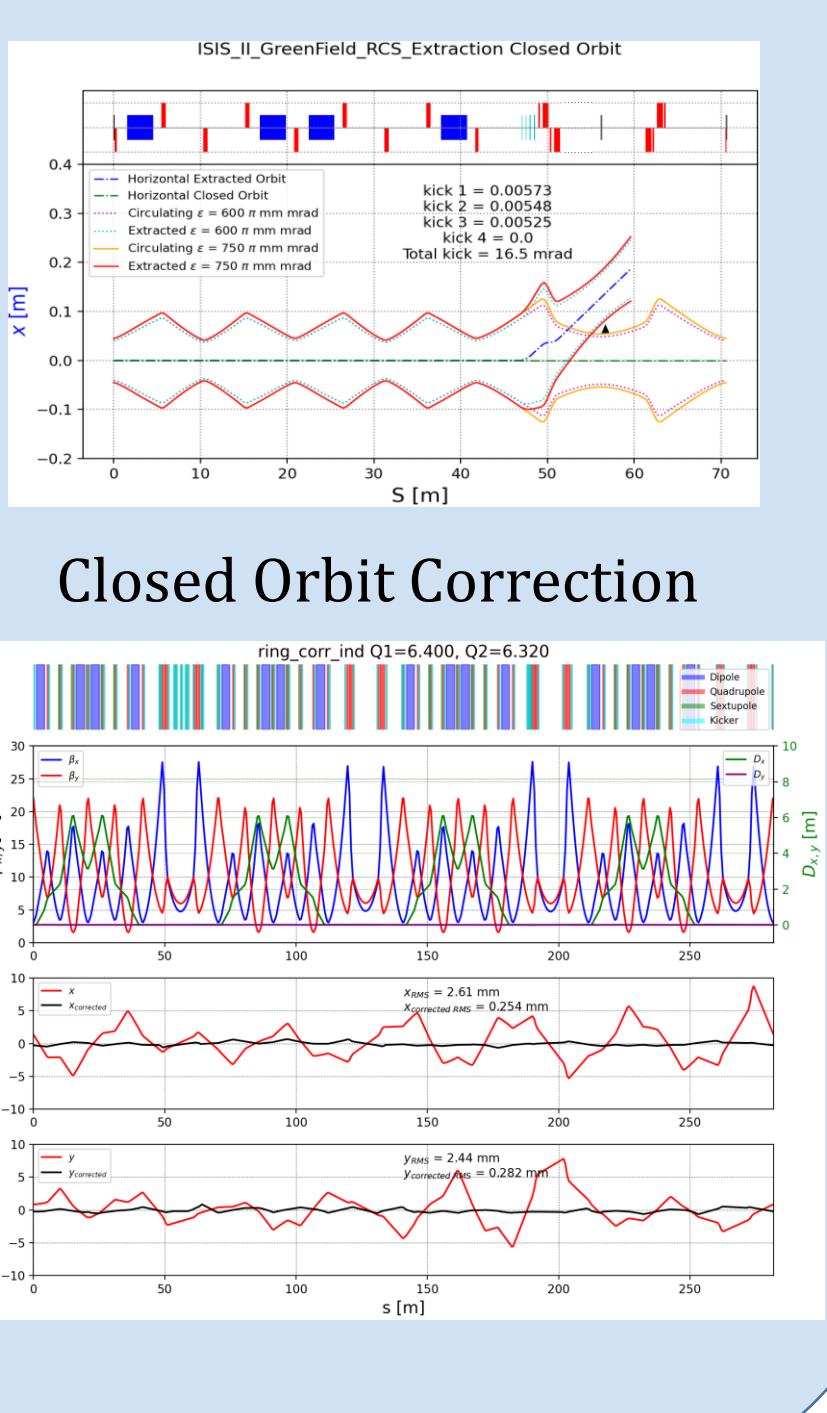 ISIS_II_GreenField_RCS_Extraction Closed Orbit
Horizontal Extracted Orbit
Horizontal Closed Orbit
Circulating ε = 600 π mm mrad
Extracted ε = 600 π mm mrad
Circulating ε = 750 π mm mrad
Extracted ε = 750 π mm mrad
kick 1 = 0.00573
kick 2 = 0.00548
kick 3 = 0.00525
kick 4 = 0.0
Total kick = 16.5 mrad
0.4
0.3
0.2
0.1
0.0
−0.1
−0.2
x [m]
0 10 20 30 40 50 60 70
S [m]
Closed Orbit Correction
ring_corr_ind Q1=6.400, Q2=6.320
Dipole
Quadrupole
Sextupole
Kicker
βx
βy
Dx
Dy
30
25
20
15
10
5
0
10
8
6
4
2
0
Dx,y [m]
0 50 100 150 200 250
x
xcorrected
xRMS = 2.61 mm
xcorrected RMS = 0.254 mm
10
5
0
−5
−10
0 50 100 150 200 250
y
ycorrected
yRMS = 2.44 mm
ycorrected RMS = 0.282 mm
10
5
0
−5
−10
0 50 100 150 200 250
s [m]